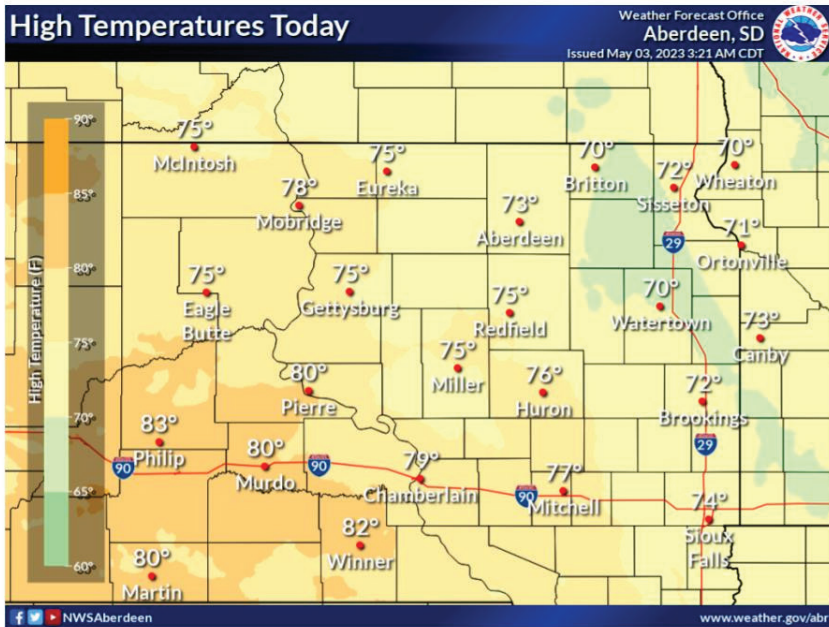 High Temperatures Today
Weather Forecast Office
Aberdeen, SD
Issued May 03, 2023 3:21 AM CDT
NATIONAL WEATHER SERVICE
High Temperature (F)
90°
85°
80°
75°
70°
65°
60°
75°
McIntosh
75°
Eureka
70°
Britton
72°
Sisseton
70°
Wheaton
78°
Mobridge
73°
Aberdeen
29
71°
Ortonville
75°
Eagle
Butte
75°
Gettysburg
75°
Redfield
70°
Watertown
73°
Canby
80°
Pierre
75°
Miller
76°
Huron
72°
Brookings
83°
Philip
90
80°
Murdo
90
79°
Chamberlain
90
77°
Mitchell
29
74°
Sioux
Falls
80°
Martin
82°
Winner
NWSAberdeen
www.weather.gov/abr